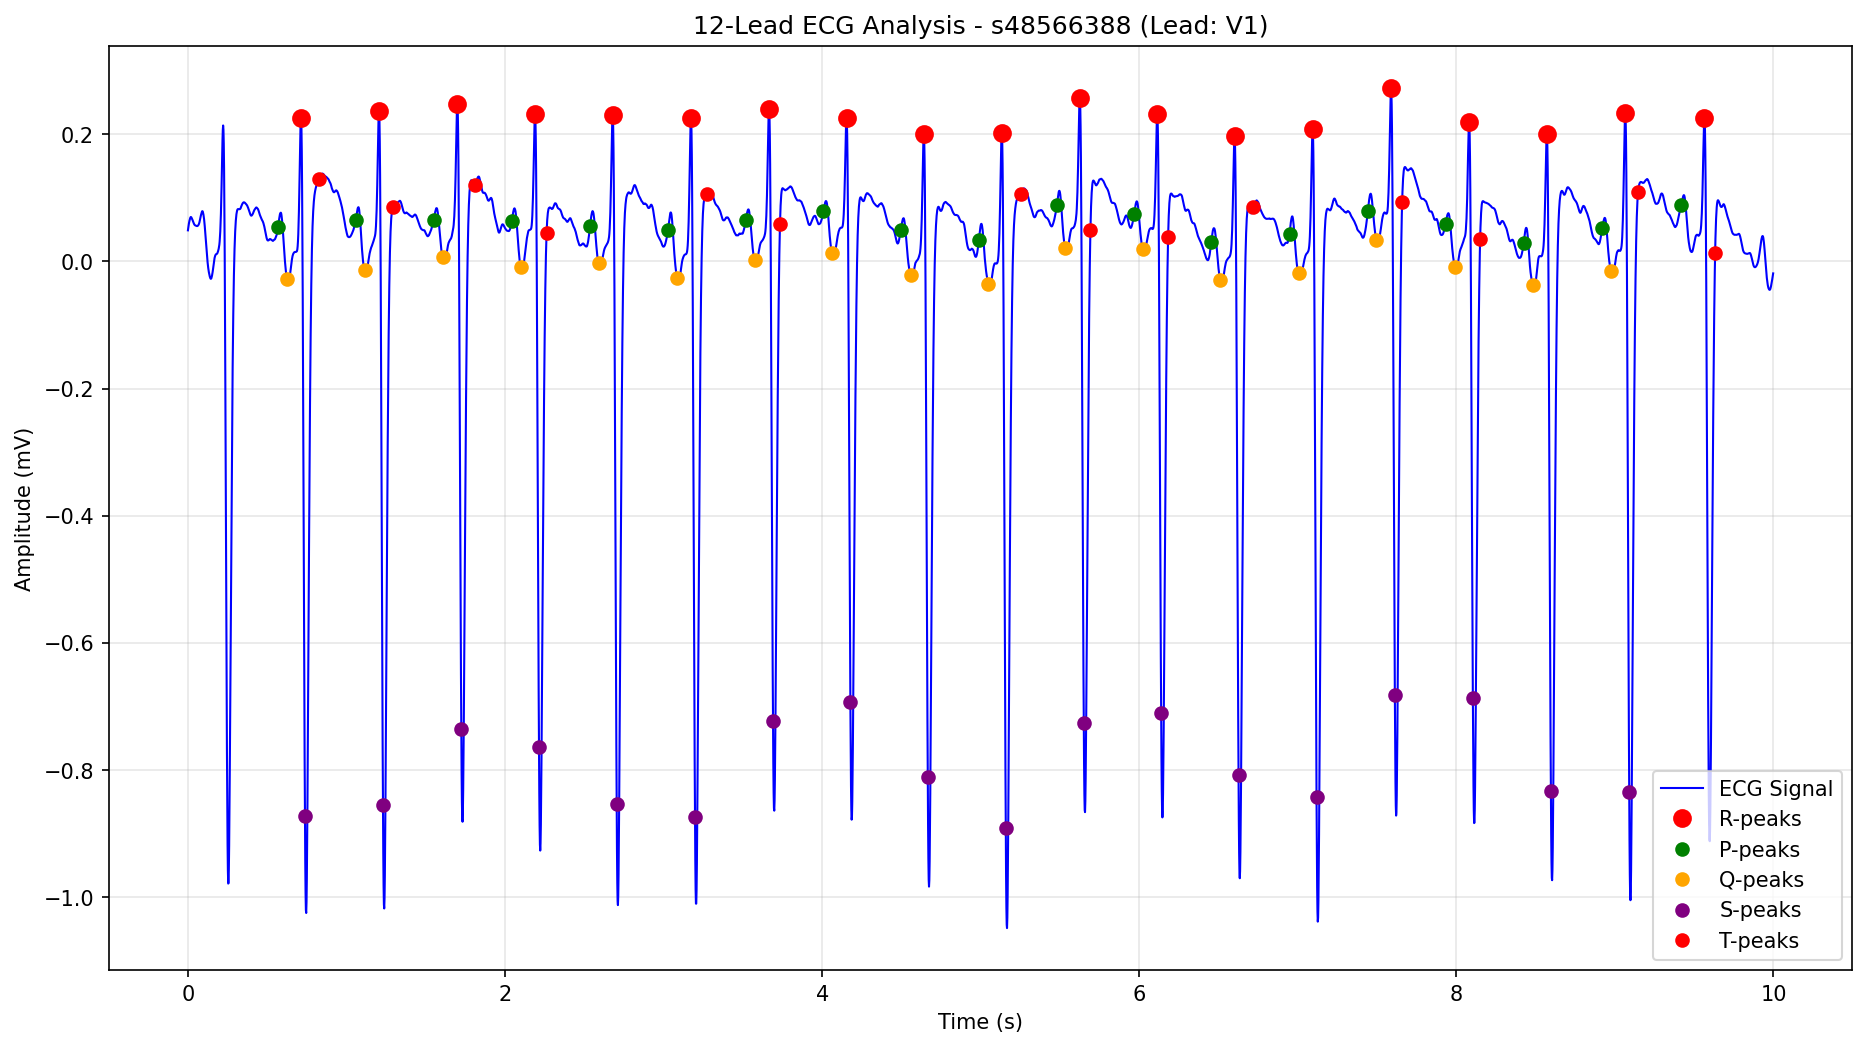 12-Lead ECG Analysis - s48566388 (Lead: V1)
Amplitude (mV)
0.2
0.0
−0.2
−0.4
−0.6
−0.8
−1.0
ECG Signal
R-peaks
P-peaks
Q-peaks
S-peaks
T-peaks
0 2 4 6 8 10
Time (s)